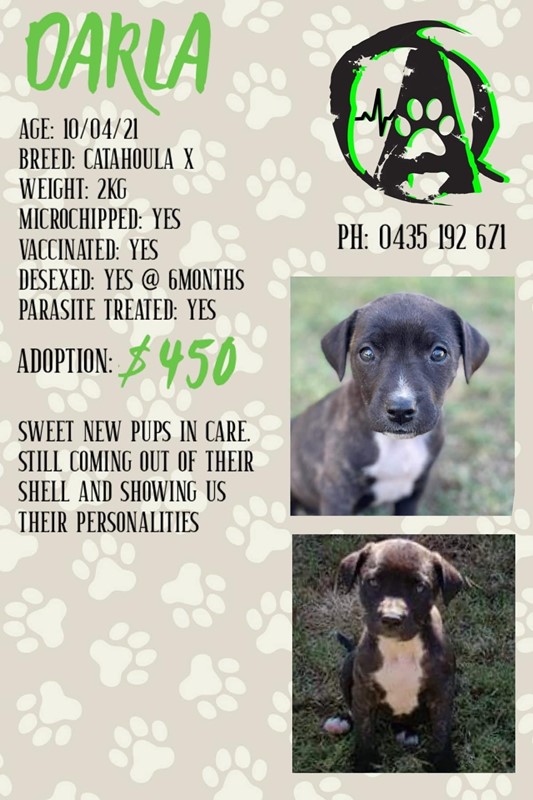 DARLA
AGE: 10/04/21
BREED: CATAHOULA X
WEIGHT: 2KG
MICROCHIPPED: YES
VACCINATED: YES
DESEXED: YES @ 6MONTHS
PARASITE TREATED: YES
ADOPTION: $450
SWEET NEW PUPS IN CARE.
STILL COMING OUT OF THEIR
SHELL AND SHOWING US
THEIR PERSONALITIES
A
PH: 0435 192 671